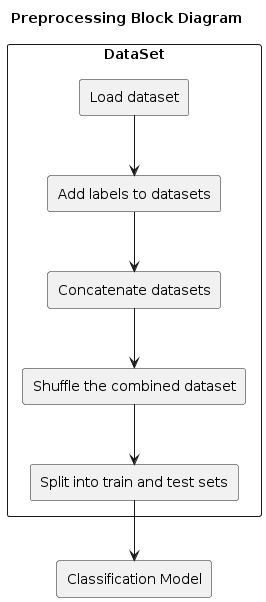 Preprocessing Block Diagram
DataSet
Load dataset
Add labels to datasets
Concatenate datasets
Shuffle the combined dataset
Split into train and test sets
Classification Model